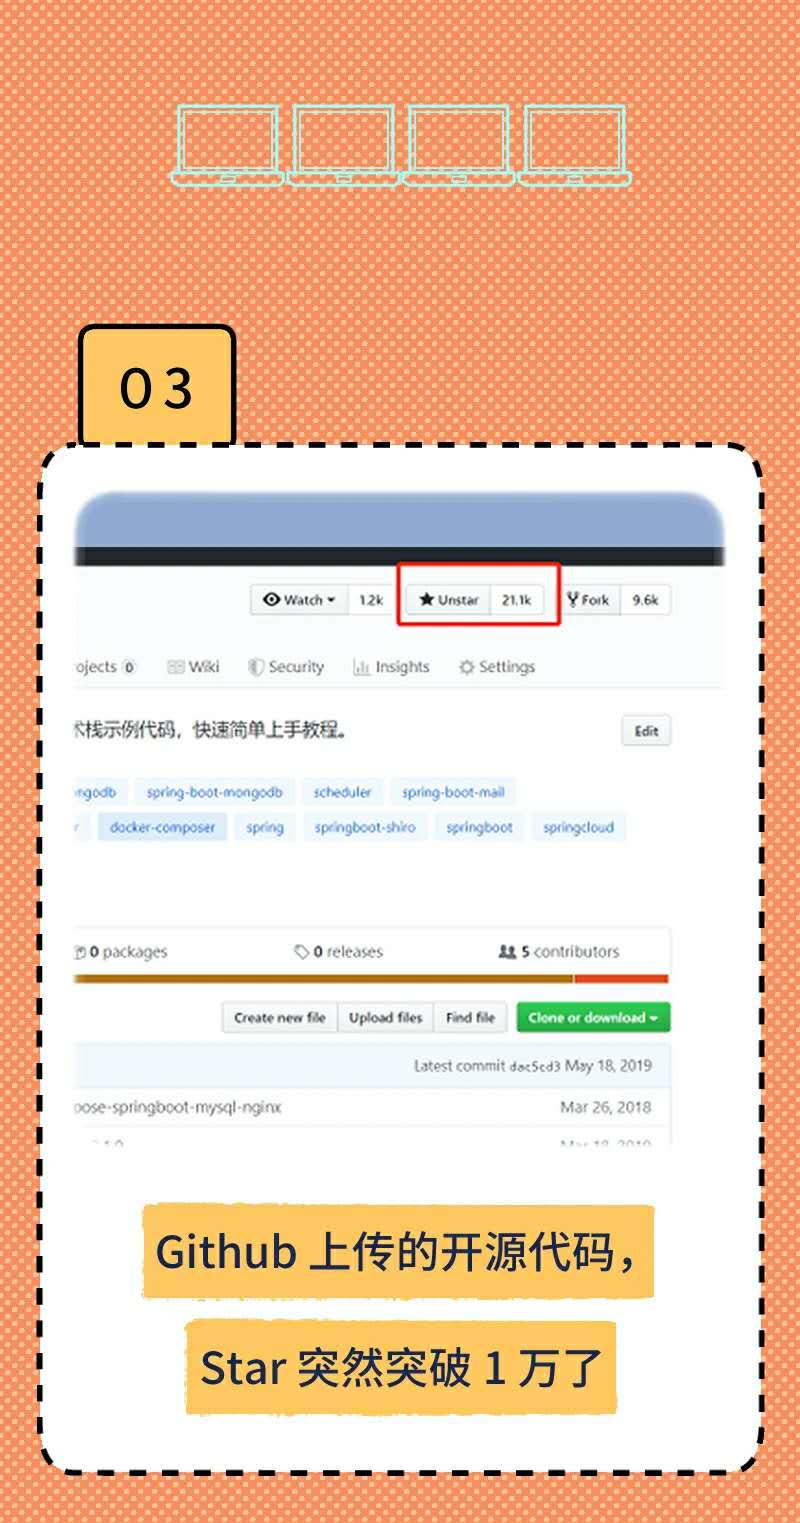 03
Watch 1.2k Unstar 21.1k Fork 9.6k
ojects 0 Wiki Security Insights Settings
术栈示例代码，快速简单上手教程。 Edit
ngodb spring-boot-mongodb scheduler spring-boot-mail
r docker-composer spring springboot-shiro springboot springcloud
0 packages 0 releases 5 contributors
Create new file Upload files Find file Clone or download
Latest commit dac5cd3 May 18, 2019
pose-springboot-mysql-nginx Mar 26, 2018
Github 上传的开源代码，
Star 突然突破 1 万了